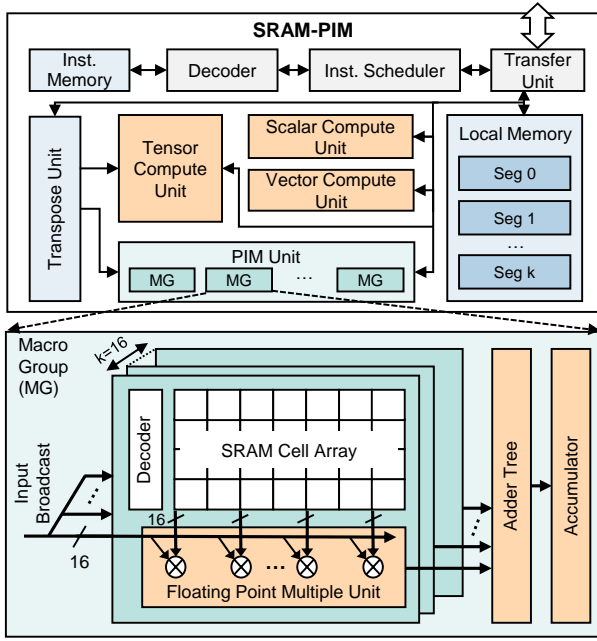 SRAM-PIM
Inst.
Memory
Decoder
Inst. Scheduler
Transfer
Unit
Transpose Unit
Tensor
Compute
Unit
Scalar Compute
Unit
Vector Compute
Unit
Local Memory
Seg 0
Seg 1
...
Seg k
PIM Unit
MG
MG
...
MG
Macro
Group
(MG)
k=16
Decoder
SRAM Cell Array
Input
Broadcast
...
16
16
...
Floating Point Multiple Unit
...
Adder Tree
Accumulator